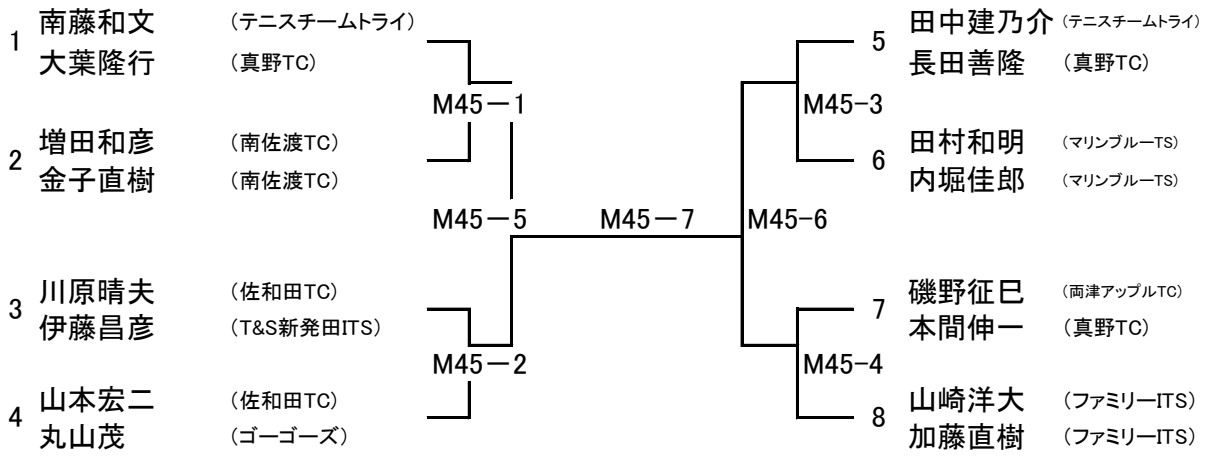 1 南藤和文 (テニスチームトライ)
大葉隆行 (真野TC)
M45－1
2 増田和彦 (南佐渡TC)
金子直樹 (南佐渡TC)
M45－5
3 川原晴夫 (佐和田TC)
伊藤昌彦 (T&S新発田ITS)
M45－2
4 山本宏二 (佐和田TC)
丸山茂 (ゴーゴーズ)
M45－7
5 田中建乃介 (テニスチームトライ)
長田善隆 (真野TC)
M45-3
6 田村和明 (マリンブルーTS)
内堀佳郎 (マリンブルーTS)
M45-6
7 磯野征巳 (両津アップルTC)
本間伸一 (真野TC)
M45-4
8 山崎洋大 (ファミリーITS)
加藤直樹 (ファミリーITS)